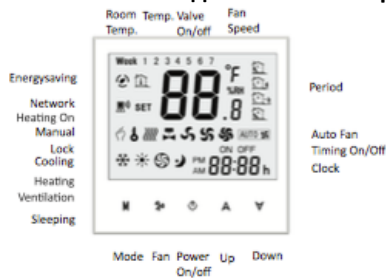 Room Temp. Valve Fan
Temp. On/off Speed
Week 1 2 3 4 5 6 7
88 °F
%RH
.8
SET
AUTO
ON OFF
PM
AM 88:88 h
M
Energysaving
Network
Heating On
Manual
Lock
Cooling
Heating
Ventilation
Sleeping
Period
Auto Fan
Timing On/Off
Clock
Mode Fan Power Up Down
On/off